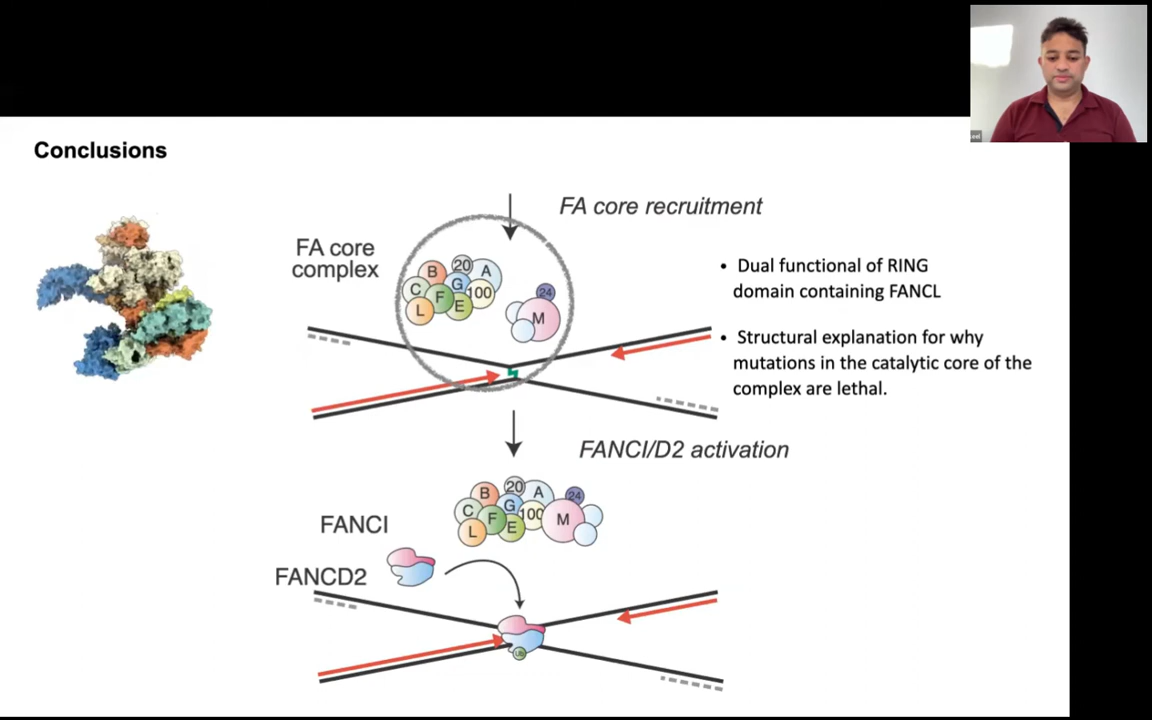 Conclusions
FA core recruitment
FA core
complex
B
20
A
C
G
F
100
L
E
24
M
• Dual functional of RING
domain containing FANCL
• Structural explanation for why
mutations in the catalytic core of the
complex are lethal.
FANCI/D2 activation
B
20
A
24
C
G
F
100
M
L
E
FANCI
FANCD2